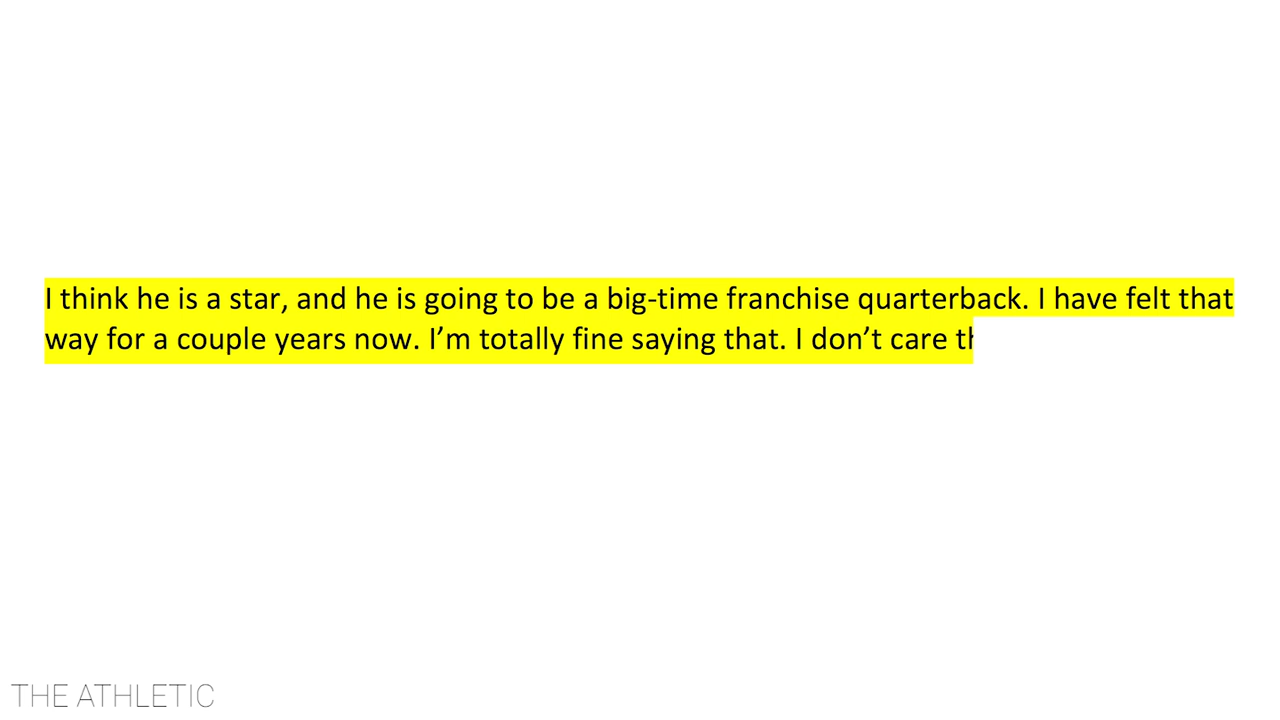 I think he is a star, and he is going to be a big-time franchise quarterback. I have felt that
way for a couple years now. I’m totally fine saying that. I don’t care
THE ATHLETIC